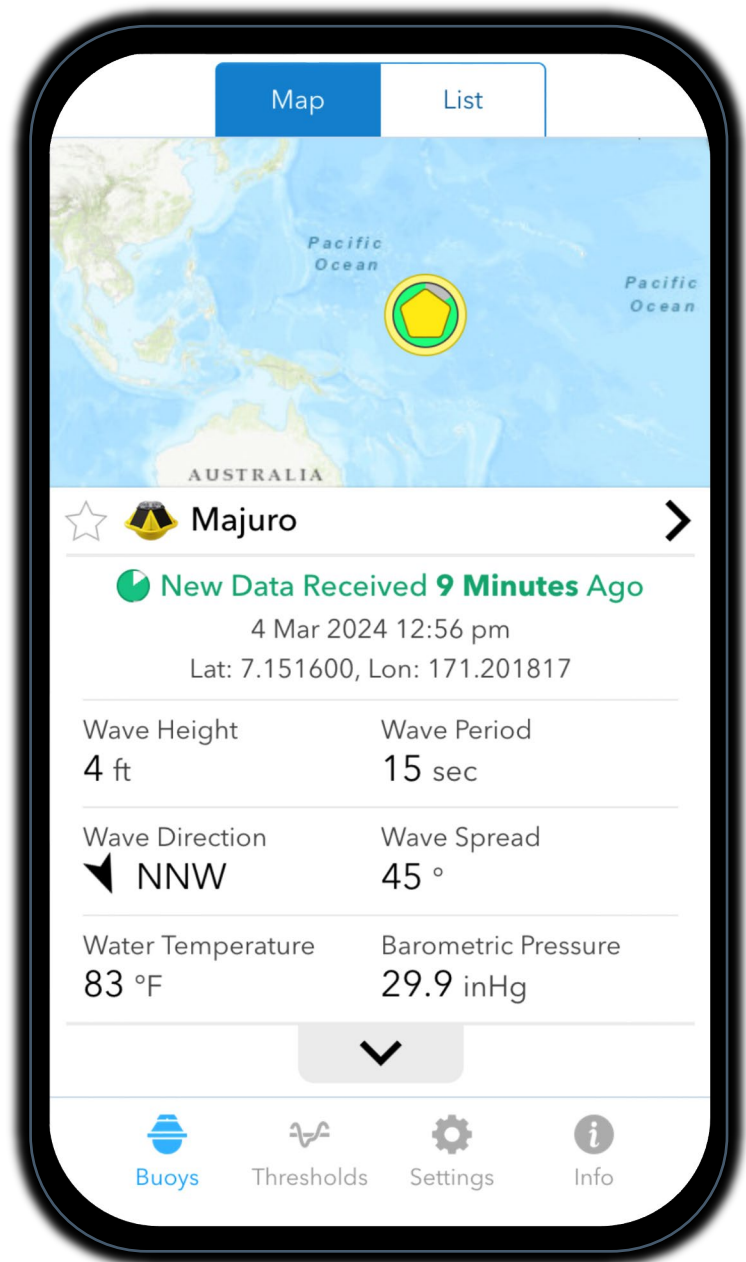 Map
List
Pacific
Ocean
Pacific
Ocean
AUSTRALIA
Majuro
New Data Received 9 Minutes Ago
4 Mar 2024 12:56 pm
Lat: 7.151600, Lon: 171.201817
Wave Height
Wave Period
4 ft
15 sec
Wave Direction
Wave Spread
NNW
45 °
Water Temperature
Barometric Pressure
83 °F
29.9 inHg
Buoys
Thresholds
Settings
i
Info